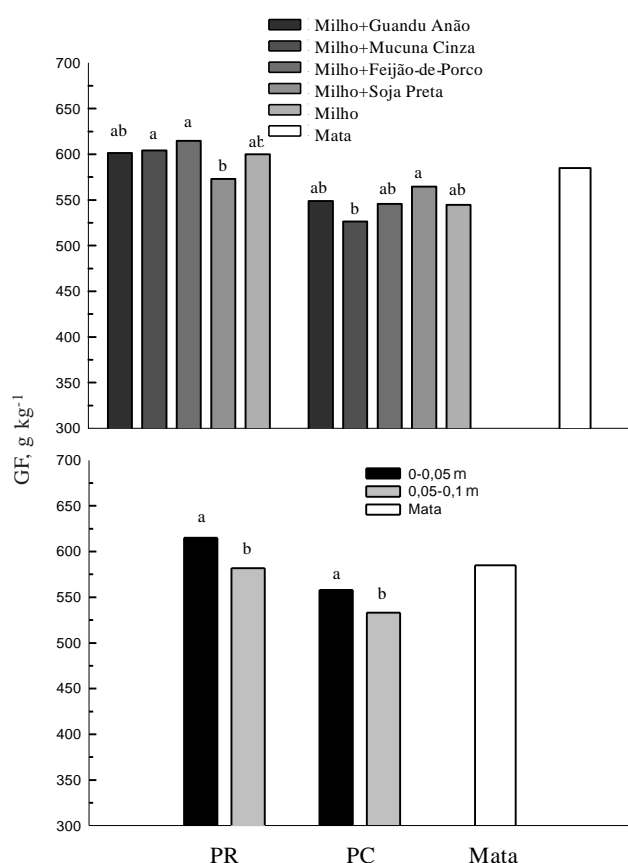 Milho+Guandu Anão
Milho+Mucuna Cinza
Milho+Feijão-de-Porco
Milho+Soja Preta
Milho
Mata
700
650
600
550
500
450
400
350
300
ab a a b ab
ab b ab a ab
GF, g kg-1
0-0,05 m
0,05-0,1 m
Mata
700
650
600
550
500
450
400
350
300
a b a b
PR PC Mata